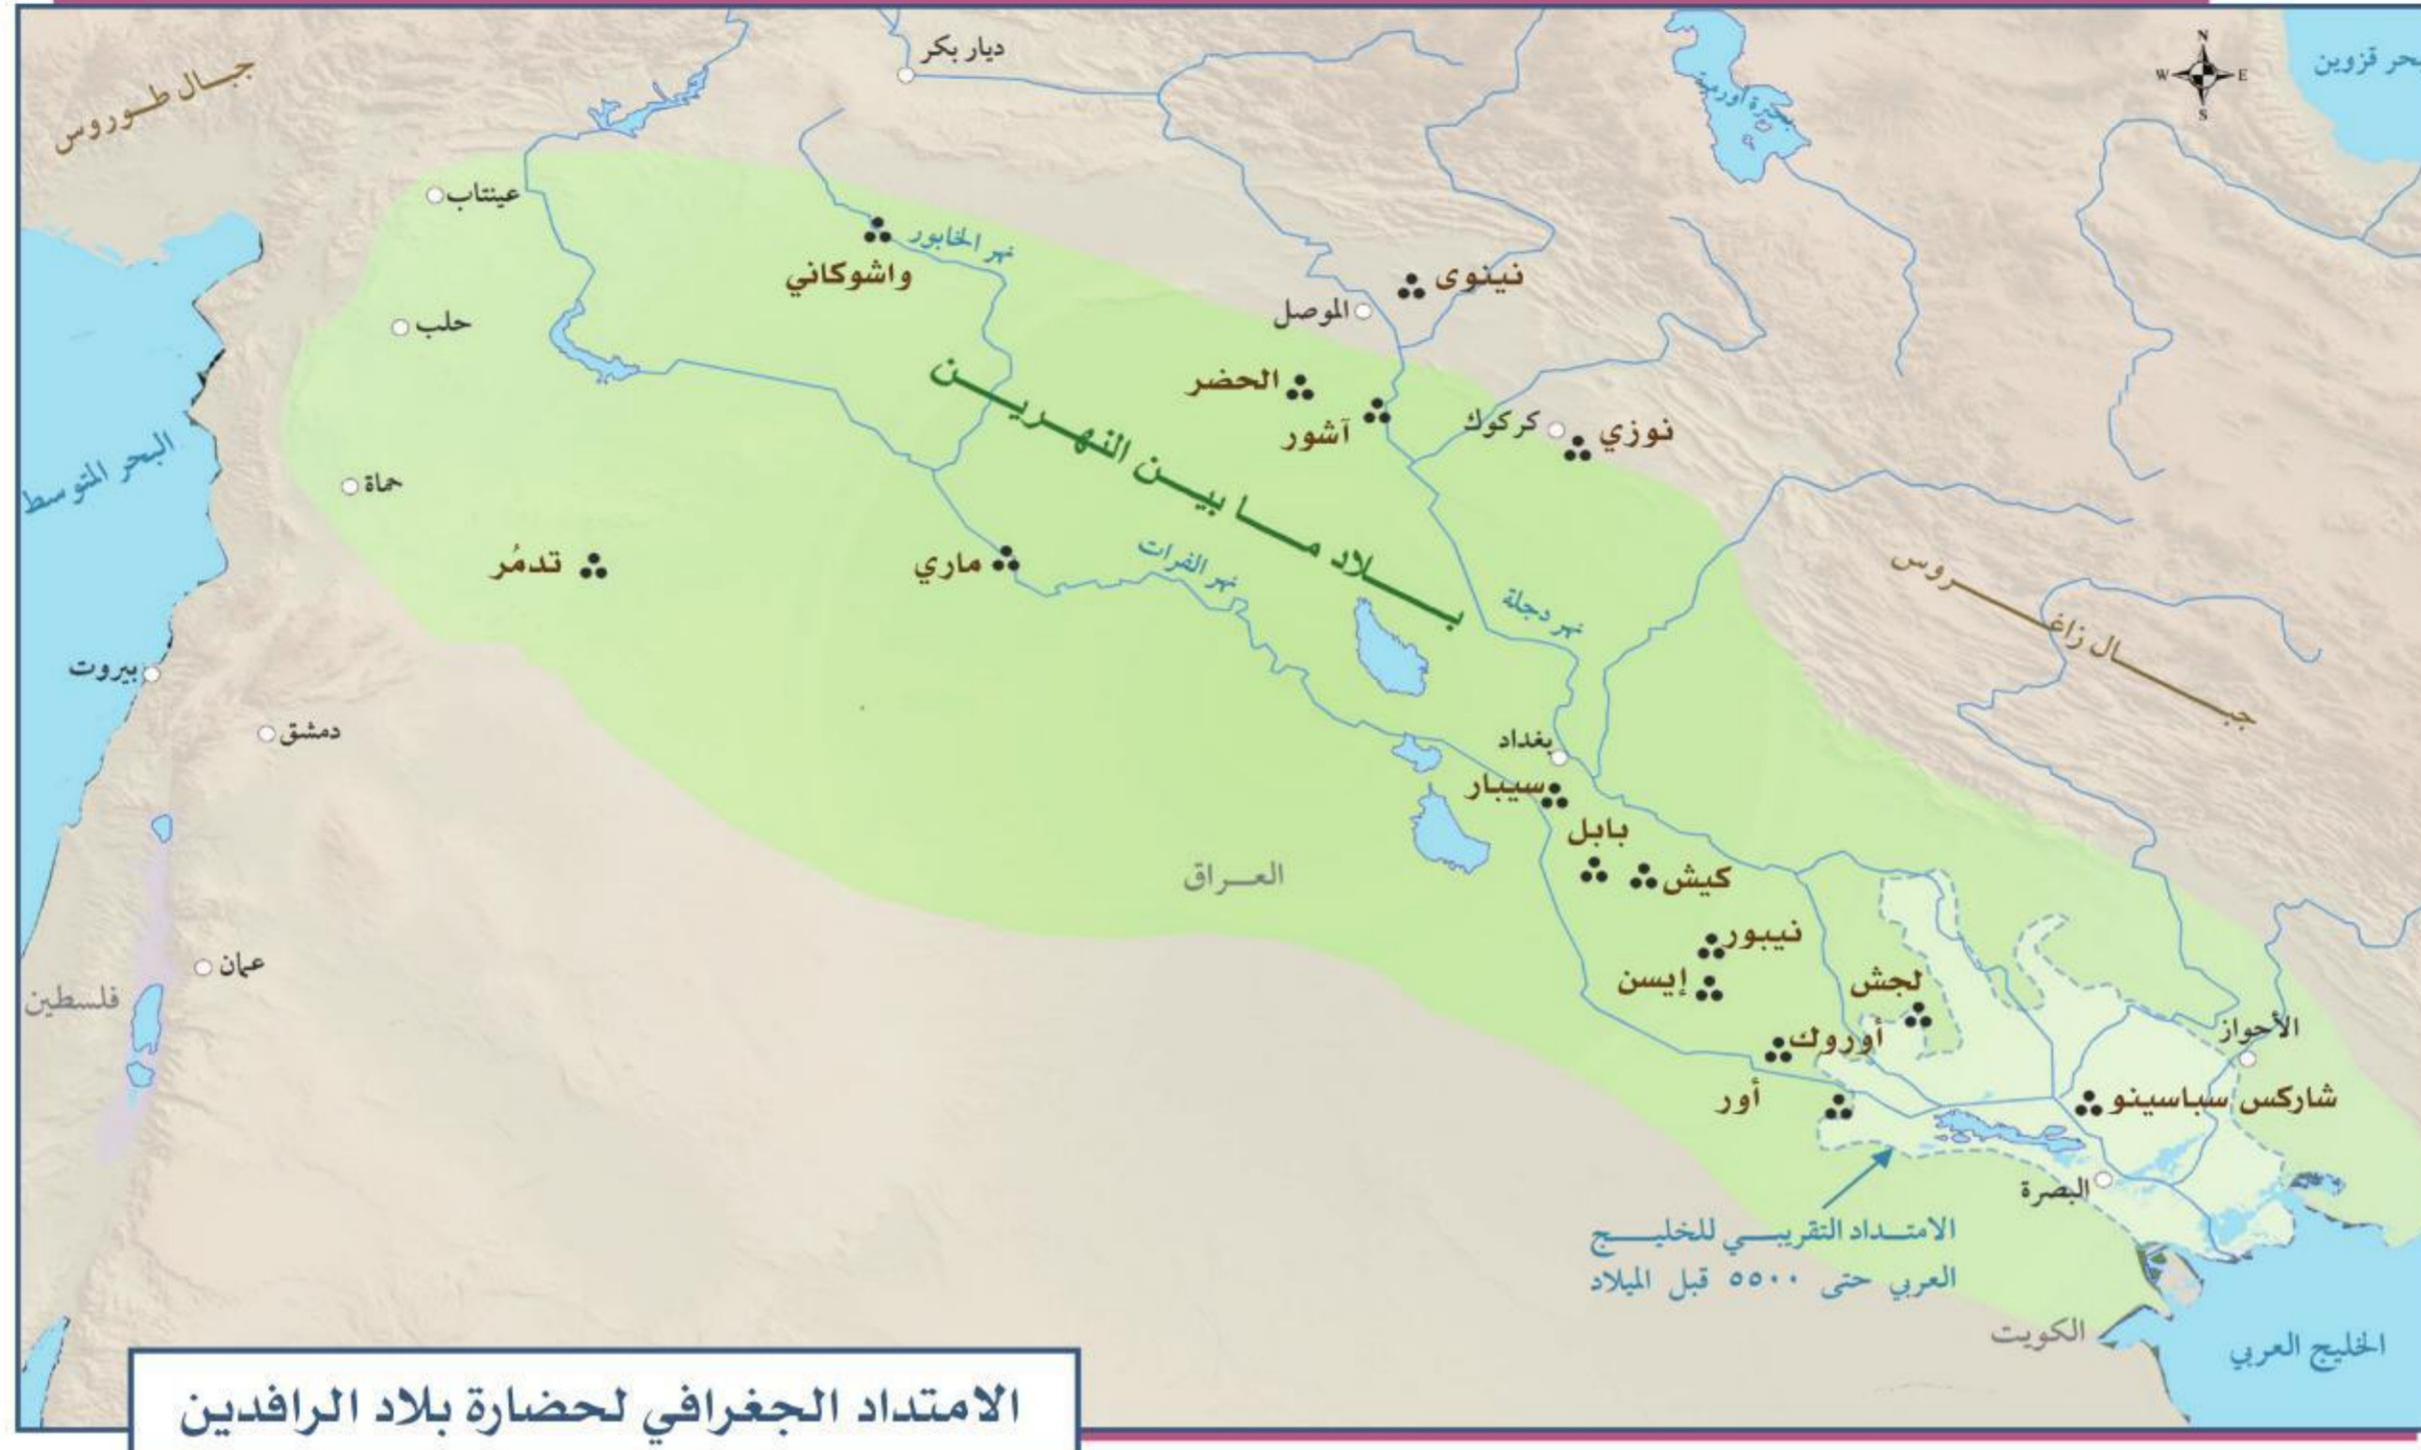 ديار بكر
بحر قزوين
N
W
E
S
بحيرة أورمية
جبال طوروس
عينتاب
نهر الخابور
واشوكاني
نينوى
الموصل
حلب
الحضر
آشور
كركوك
نوزي
بلاد ما بين النهرين
البحر المتوسط
حماة
تدمُر
ماري
نهر الفرات
نهر دجلة
جبال زاغروس
بيروت
دمشق
بغداد
سيبار
بابل
كيش
العراق
نيبور
إيسن
لجش
عمان
فلسطين
أوروك
الأحواز
أور
شاركس سباسينو
البصرة
الامتداد التقريبي للخليج
العربي حتى ٥٥٠٠ قبل الميلاد
الكويت
الخليج العربي
الامتداد الجغرافي لحضارة بلاد الرافدين